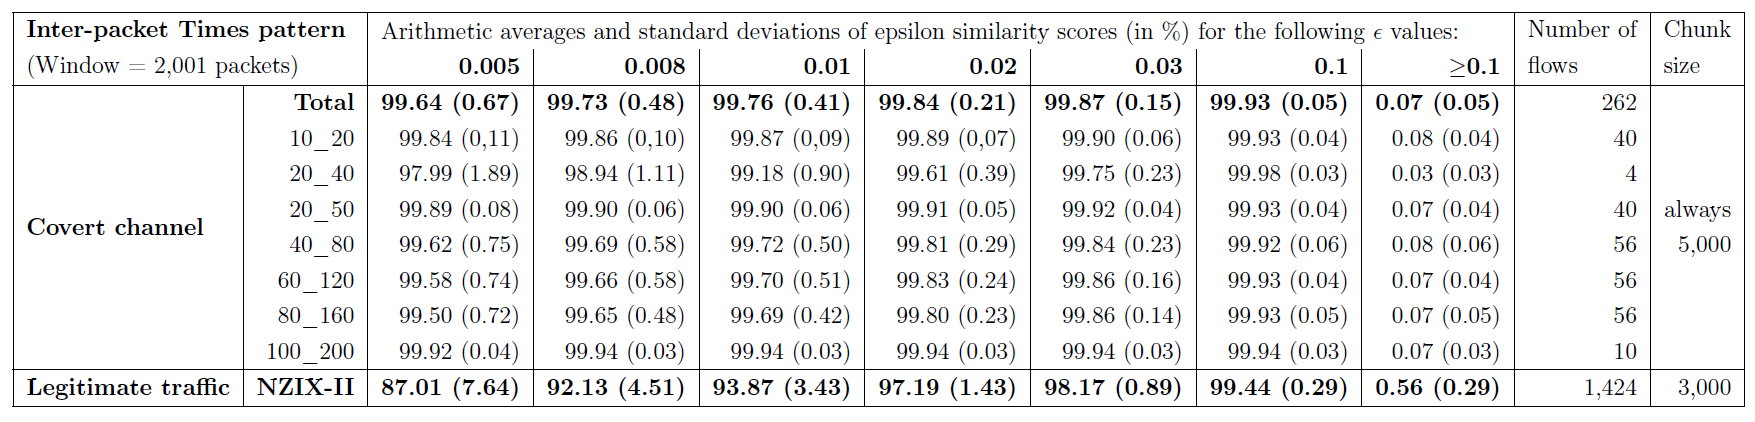 Inter-packet Times pattern Arithmetic averages and standard deviations of epsilon similarity scores (in %) for the following ϵ values: Number of Chunk
(Window = 2,001 packets) 0.005 0.008 0.01 0.02 0.03 0.1 ≥0.1 flows size
Total 99.64 (0.67) 99.73 (0.48) 99.76 (0.41) 99.84 (0.21) 99.87 (0.15) 99.93 (0.05) 0.07 (0.05) 262
10_20 99.84 (0,11) 99.86 (0,10) 99.87 (0,09) 99.89 (0,07) 99.90 (0.06) 99.93 (0.04) 0.08 (0.04) 40
20_40 97.99 (1.89) 98.94 (1.11) 99.18 (0.90) 99.61 (0.39) 99.75 (0.23) 99.98 (0.03) 0.03 (0.03) 4
20_50 99.89 (0.08) 99.90 (0.06) 99.90 (0.06) 99.91 (0.05) 99.92 (0.04) 99.93 (0.04) 0.07 (0.04) 40 always
Covert channel
40_80 99.62 (0.75) 99.69 (0.58) 99.72 (0.50) 99.81 (0.29) 99.84 (0.23) 99.92 (0.06) 0.08 (0.06) 56 5,000
60_120 99.58 (0.74) 99.66 (0.58) 99.70 (0.51) 99.83 (0.24) 99.86 (0.16) 99.93 (0.04) 0.07 (0.04) 56
80_160 99.50 (0.72) 99.65 (0.48) 99.69 (0.42) 99.80 (0.23) 99.86 (0.14) 99.93 (0.05) 0.07 (0.05) 56
100_200 99.92 (0.04) 99.94 (0.03) 99.94 (0.03) 99.94 (0.03) 99.94 (0.03) 99.94 (0.03) 0.07 (0.03) 10
Legitimate traffic NZIX-II 87.01 (7.64) 92.13 (4.51) 93.87 (3.43) 97.19 (1.43) 98.17 (0.89) 99.44 (0.29) 0.56 (0.29) 1,424 3,000